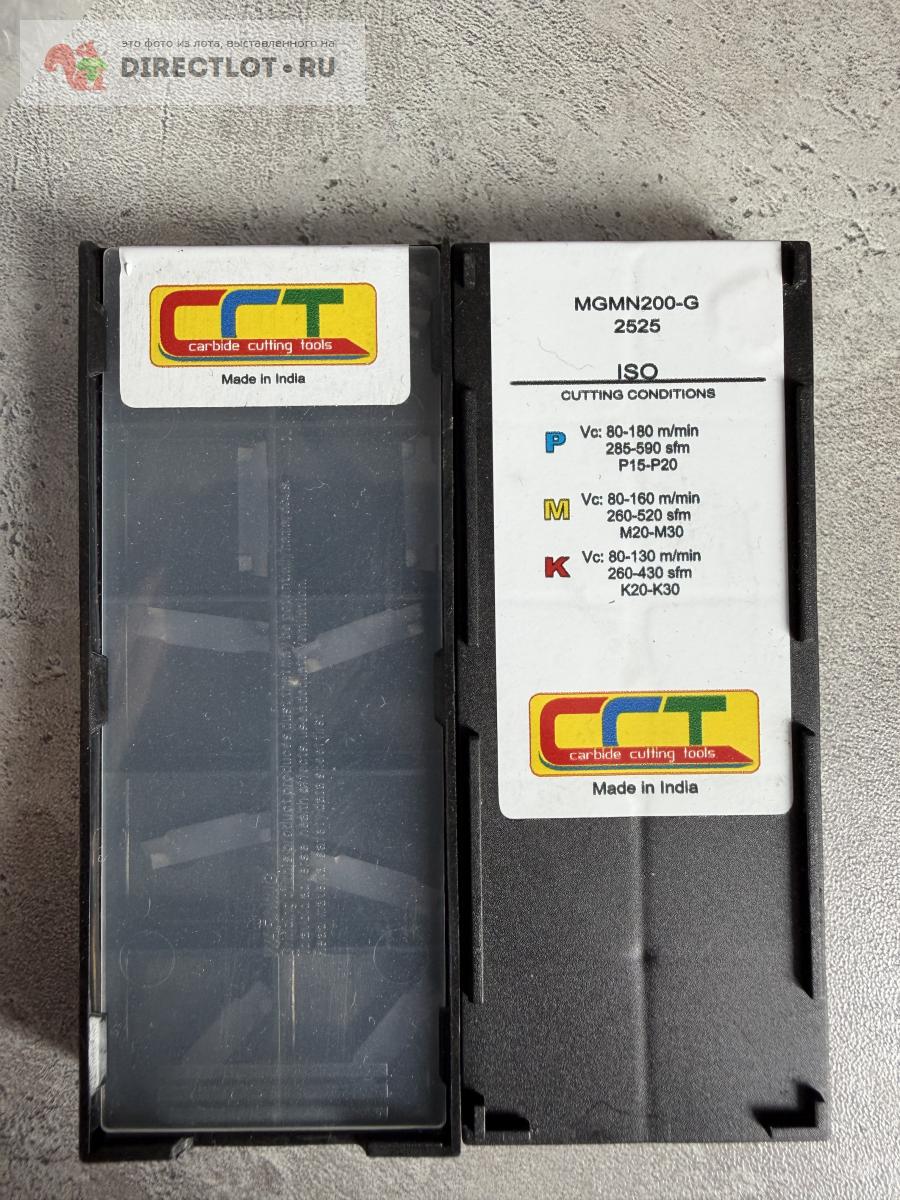 это фото из лота, выставленного на
DIRECTLOT•RU
CCT
carbide cutting tools
Made in India
MGMN200-G
2525
ISO
CUTTING CONDITIONS
P
Vc: 80-180 m/min
285-590 sfm
P15-P20
M
Vc: 80-160 m/min
260-520 sfm
M20-M30
K
Vc: 80-130 m/min
260-430 sfm
K20-K30
CCT
carbide cutting tools
Made in India